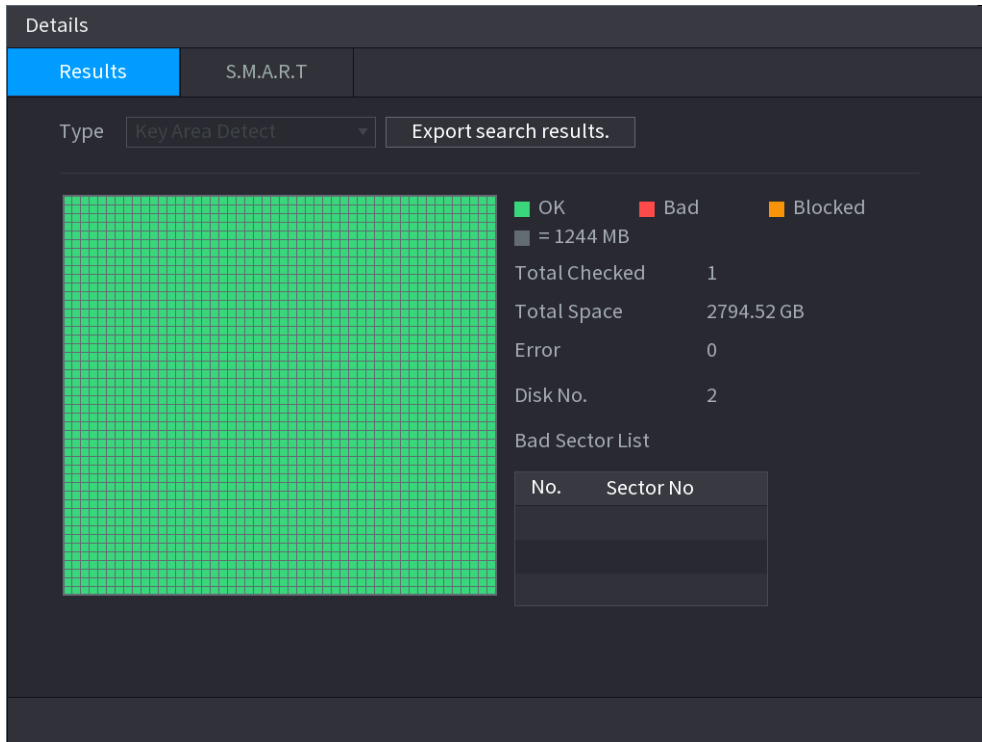 Details
Results S.M.A.R.T
Type Key Area Detect Export search results.
OK Bad Blocked
= 1244 MB
Total Checked 1
Total Space 2794.52 GB
Error 0
Disk No. 2
Bad Sector List
No. Sector No